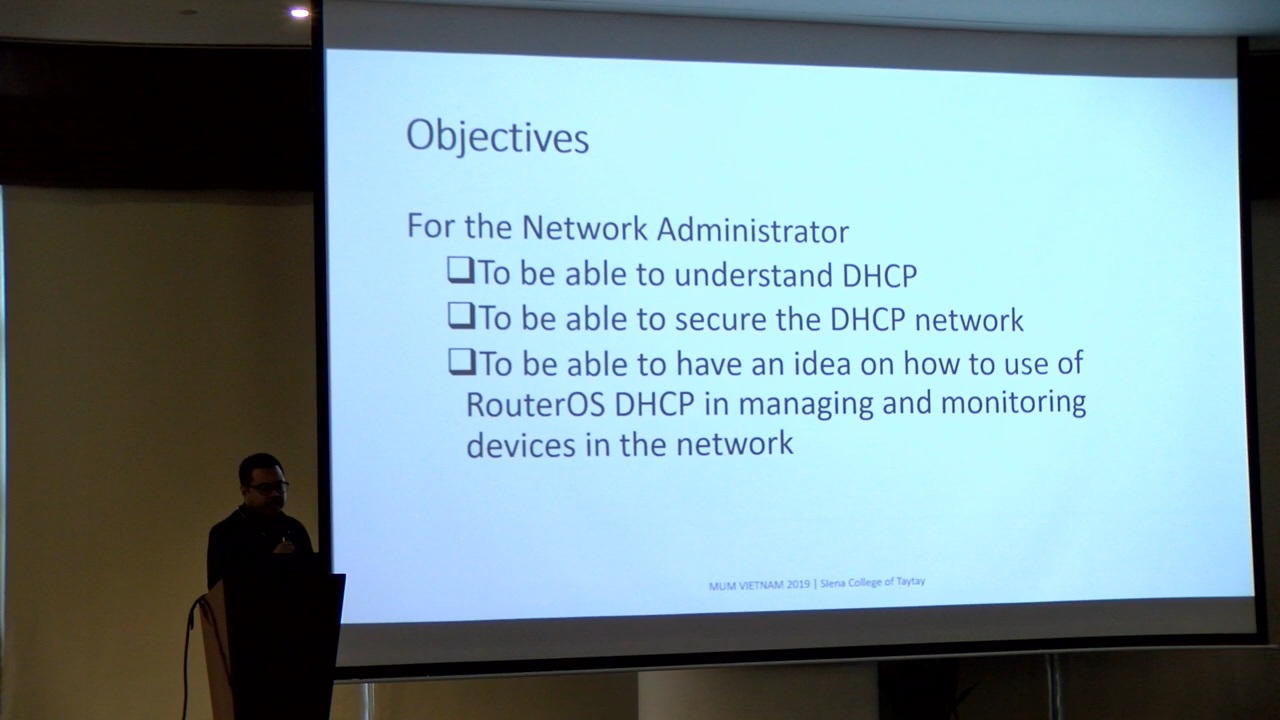 Objectives
For the Network Administrator
❑To be able to understand DHCP
❑To be able to secure the DHCP network
❑To be able to have an idea on how to use of
RouterOS DHCP in managing and monitoring
devices in the network
MUM VIETNAM 2019 | SIena College of Taytay